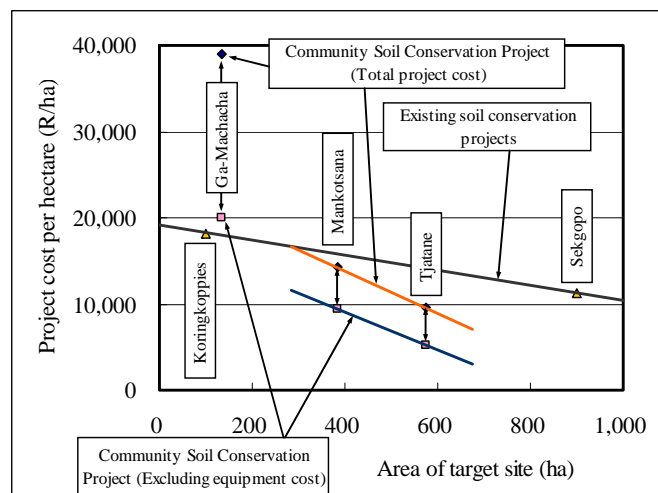 40,000
30,000
20,000
10,000
0
Project cost per hectare (R/ha)
Community Soil Conservation Project
(Total project cost)
Existing soil conservation
projects
Ga-Machacha
Mankotsana
Tjatane
Sekgopo
Koringkoppies
0 200 400 600 800 1,000
Community Soil Conservation
Project (Excluding equipment cost)
Area of target site (ha)